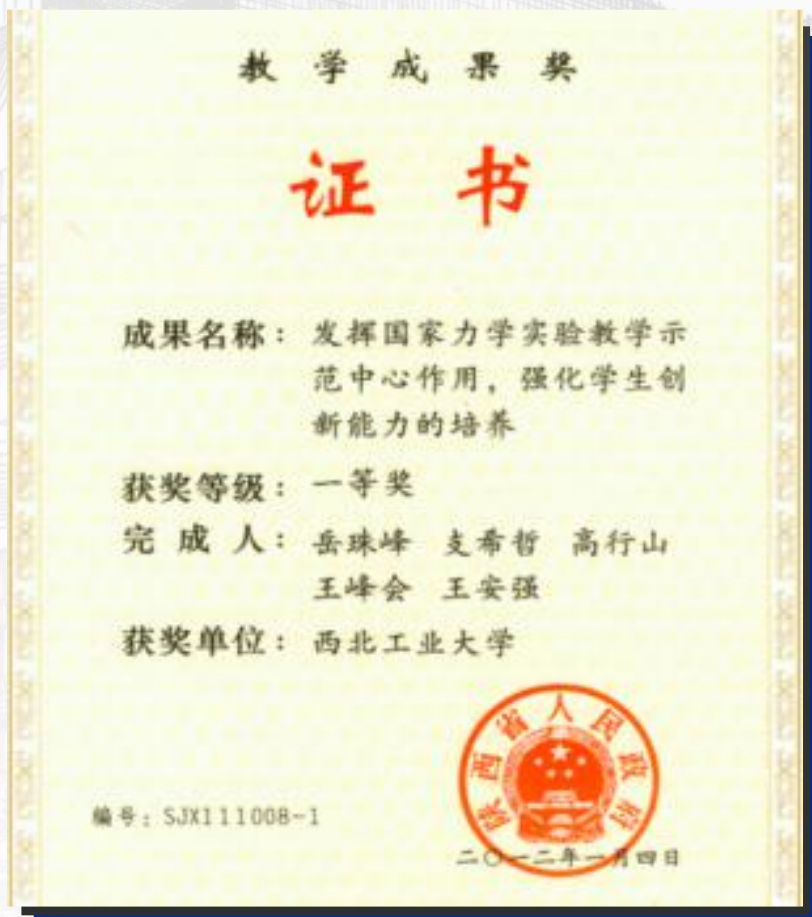 教学成果奖
证书
成果名称：发挥国家力学实验教学示
范中心作用，强化学生创
新能力的培养
获奖等级：一等奖
完成人：岳珠峰 支希哲 高行山
王峰会 王安强
获奖单位：西北工业大学
陕西省人民政府
编号：SJX111008-1
二〇一二年一月四日